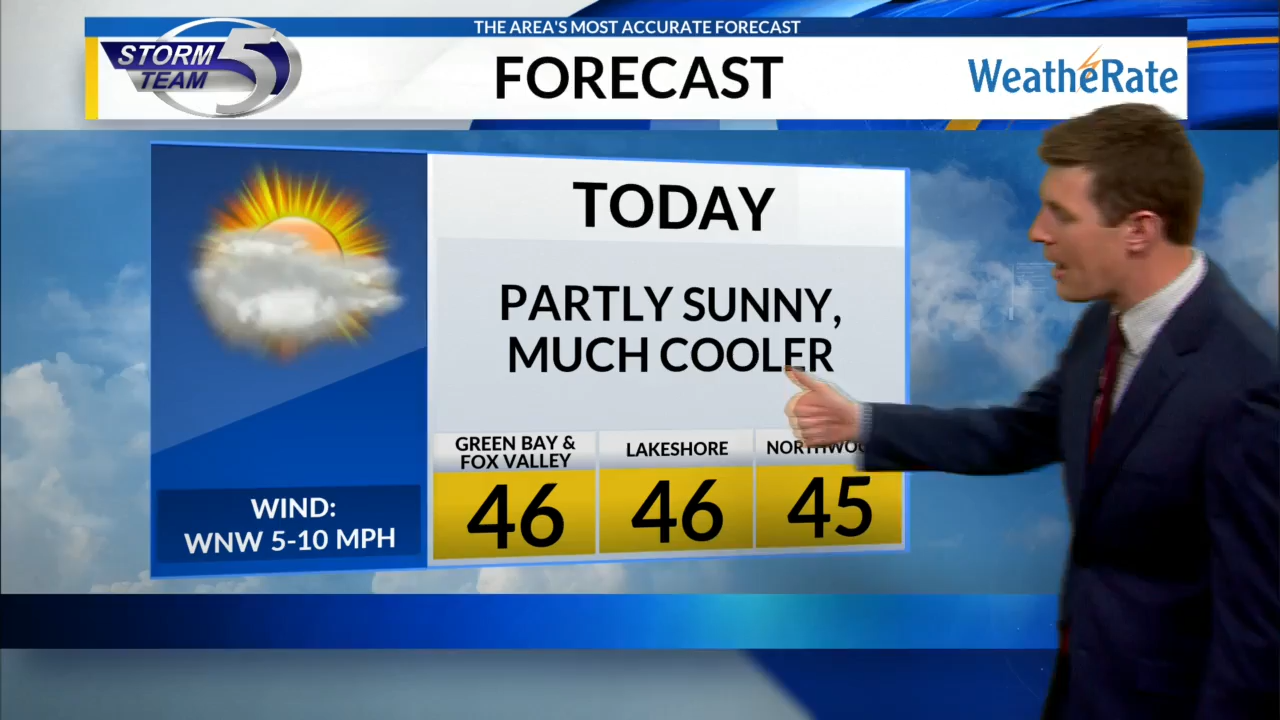 THE AREA'S MOST ACCURATE FORECAST
STORM
TEAM 5
FORECAST
WeatheRate
TODAY
PARTLY SUNNY,
MUCH COOLER
GREEN BAY &
FOX VALLEY
LAKESHORE
46
46
45
WIND:
WNW 5-10 MPH